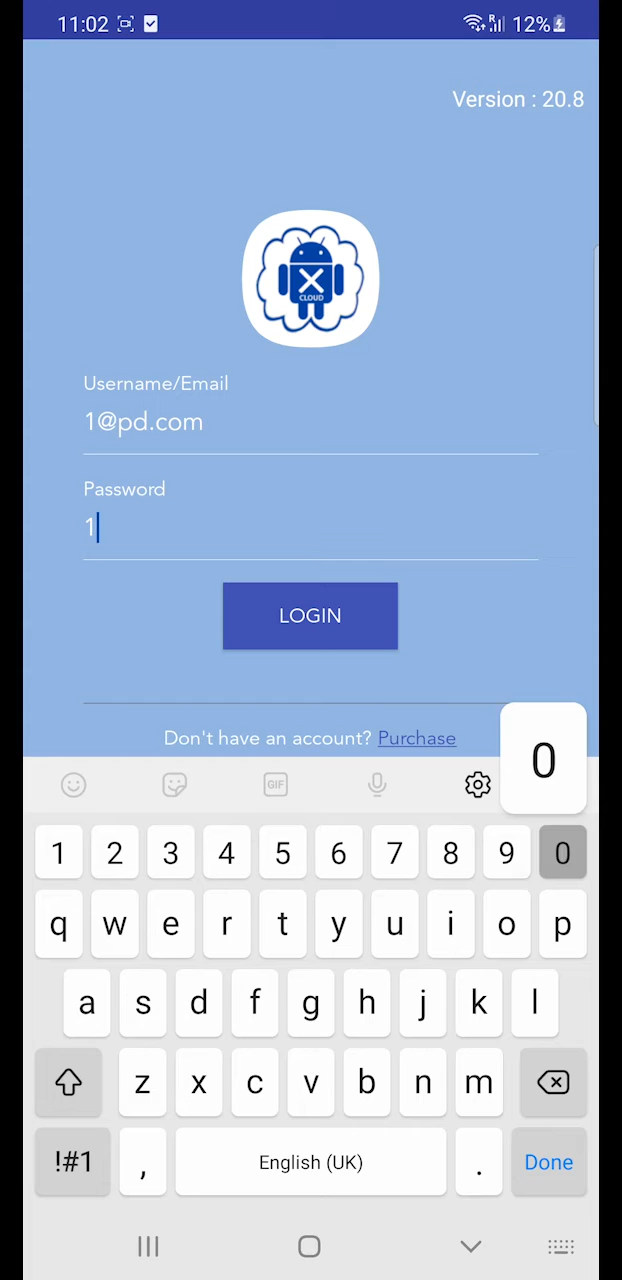 11:02 R 12%
Version : 20.8
X
CLOUD
Username/Email
1@pd.com
Password
1
LOGIN
Don't have an account? Purchase
0
GIF
1 2 3 4 5 6 7 8 9 0
q w e r t y u i o p
a s d f g h j k l
z x c v b n m
!#1 , English (UK) . Done